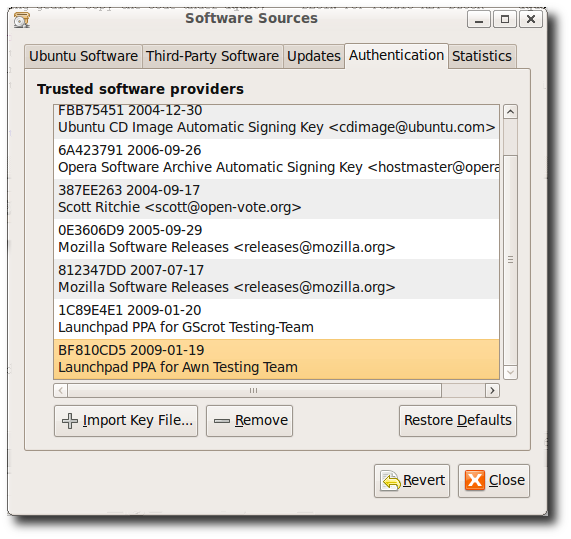 Software Sources
Ubuntu Software Third-Party Software Updates Authentication Statistics
Trusted software providers
FBB75451 2004-12-30
Ubuntu CD Image Automatic Signing Key <cdimage@ubuntu.com>
6A423791 2006-09-26
Opera Software Archive Automatic Signing Key <hostmaster@opera
387EE263 2004-09-17
Scott Ritchie <scott@open-vote.org>
0E3606D9 2005-09-29
Mozilla Software Releases <releases@mozilla.org>
812347DD 2007-07-17
Mozilla Software Releases <releases@mozilla.org>
1C89E4E1 2009-01-20
Launchpad PPA for GScrot Testing-Team
BF810CD5 2009-01-19
Launchpad PPA for Awn Testing Team
Import Key File... Remove Restore Defaults
Revert Close